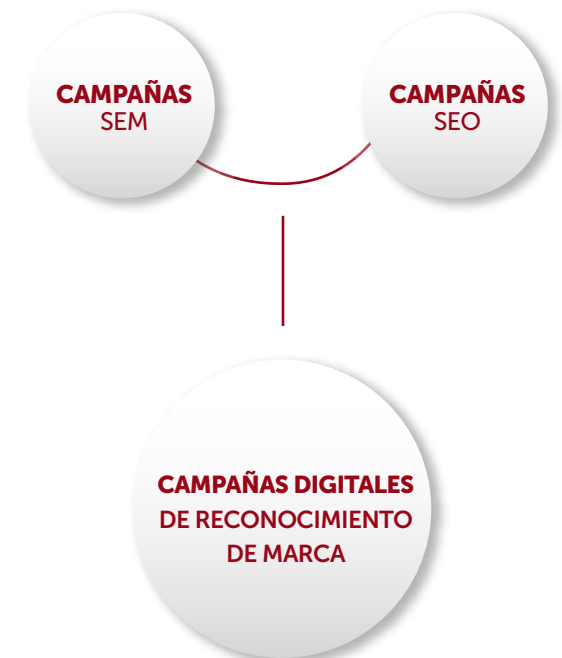 CAMPAÑAS
SEM
CAMPAÑAS
SEO
CAMPAÑAS DIGITALES
DE RECONOCIMIENTO
DE MARCA